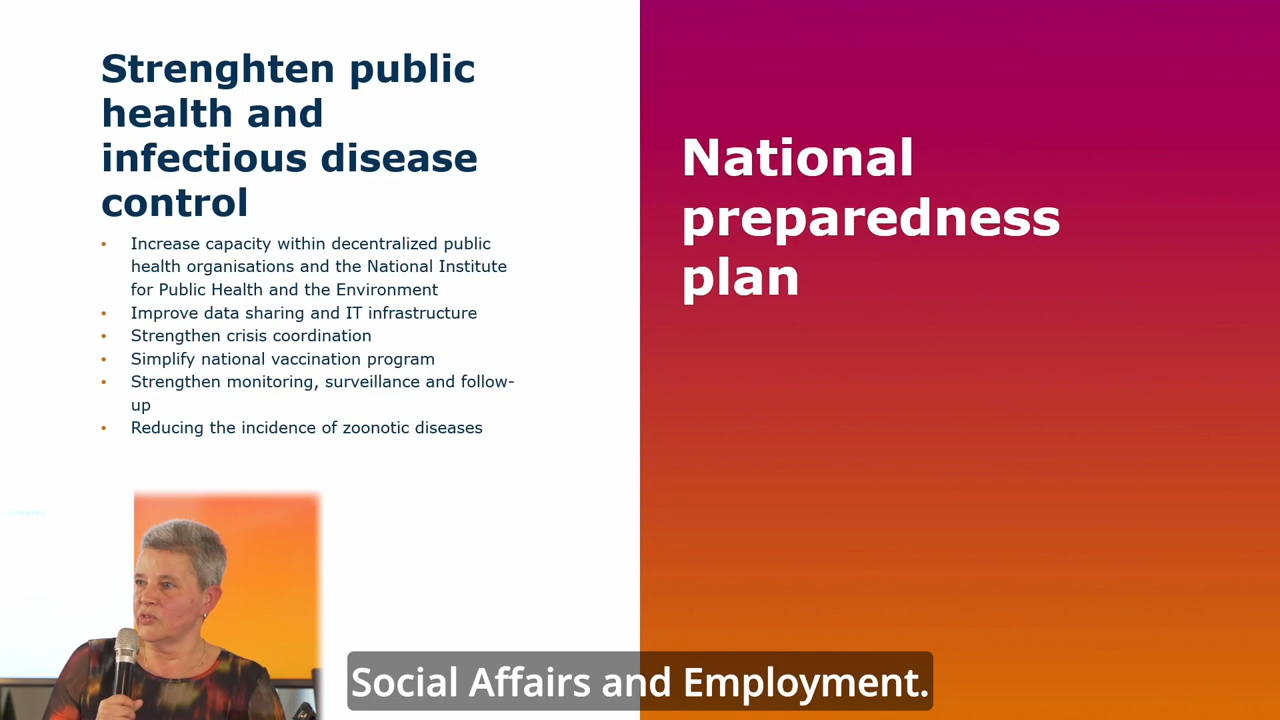 Strenghten public
health and
infectious disease
control
• Increase capacity within decentralized public
health organisations and the National Institute
for Public Health and the Environment
• Improve data sharing and IT infrastructure
• Strengthen crisis coordination
• Simplify national vaccination program
• Strengthen monitoring, surveillance and follow-
up
• Reducing the incidence of zoonotic diseases
National
preparedness
plan
Social Affairs and Employment.